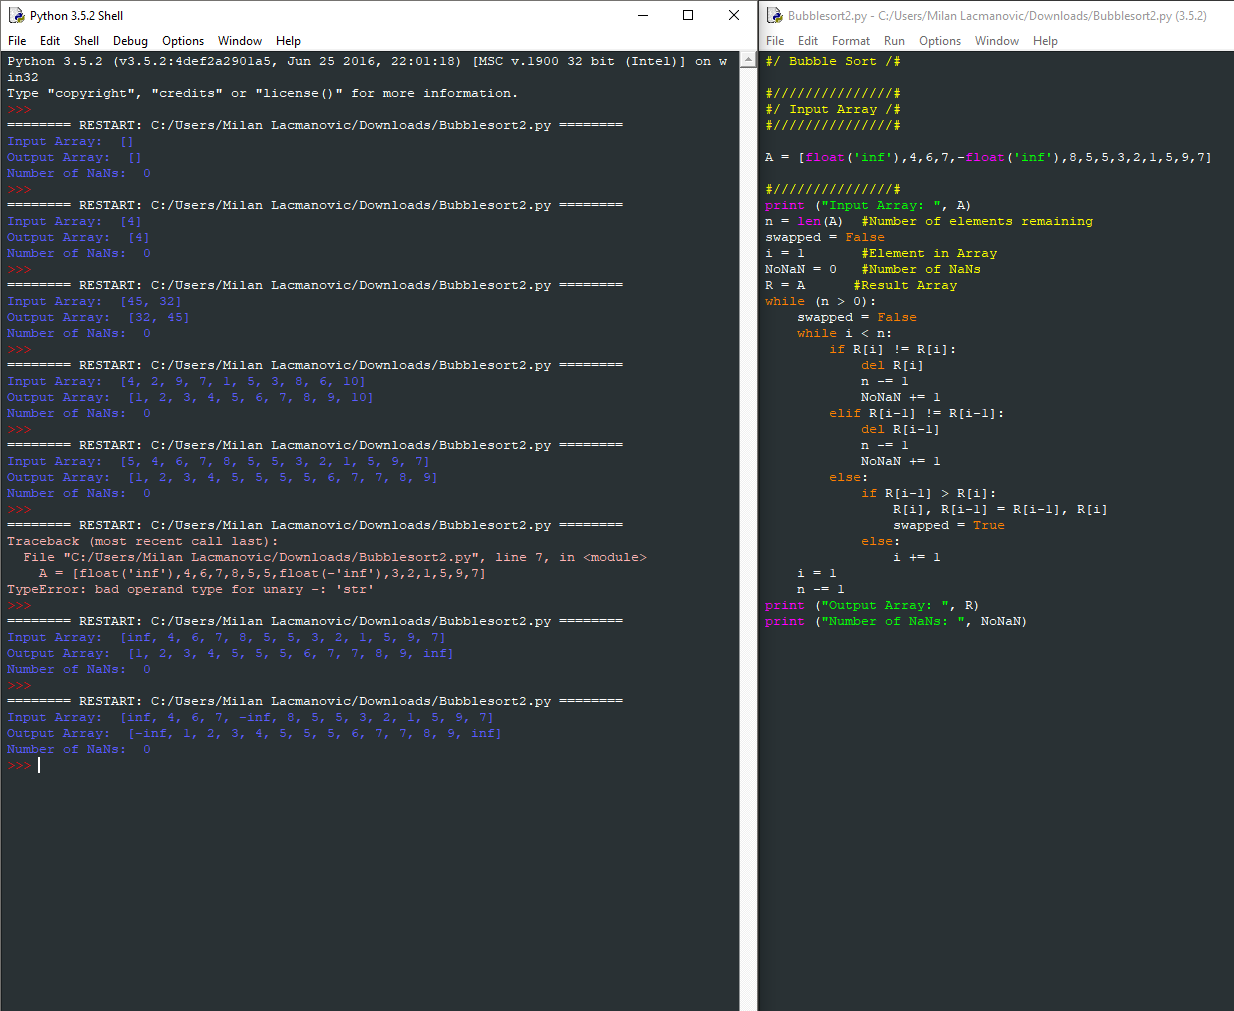 Python 3.5.2 Shell
File Edit Shell Debug Options Window Help
Python 3.5.2 (v3.5.2:4def2a2901a5, Jun 25 2016, 22:01:18) [MSC v.1900 32 bit (Intel)] on w
in32
Type "copyright", "credits" or "license()" for more information.
>>>
======== RESTART: C:/Users/Milan Lacmanovic/Downloads/Bubblesort2.py ========
Input Array:  []
Output Array:  []
Number of NaNs:  0
>>>
======== RESTART: C:/Users/Milan Lacmanovic/Downloads/Bubblesort2.py ========
Input Array:  [4]
Output Array:  [4]
Number of NaNs:  0
>>>
======== RESTART: C:/Users/Milan Lacmanovic/Downloads/Bubblesort2.py ========
Input Array:  [45, 32]
Output Array:  [32, 45]
Number of NaNs:  0
>>>
======== RESTART: C:/Users/Milan Lacmanovic/Downloads/Bubblesort2.py ========
Input Array:  [4, 2, 9, 7, 1, 5, 3, 8, 6, 10]
Output Array:  [1, 2, 3, 4, 5, 6, 7, 8, 9, 10]
Number of NaNs:  0
>>>
======== RESTART: C:/Users/Milan Lacmanovic/Downloads/Bubblesort2.py ========
Input Array:  [5, 4, 6, 7, 8, 5, 5, 3, 2, 1, 5, 9, 7]
Output Array:  [1, 2, 3, 4, 5, 5, 5, 5, 6, 7, 7, 8, 9]
Number of NaNs:  0
>>>
======== RESTART: C:/Users/Milan Lacmanovic/Downloads/Bubblesort2.py ========
Traceback (most recent call last):
  File "C:/Users/Milan Lacmanovic/Downloads/Bubblesort2.py", line 7, in <module>
    A = [float('inf'),4,6,7,8,5,5,float(-'inf'),3,2,1,5,9,7]
TypeError: bad operand type for unary -: 'str'
>>>
======== RESTART: C:/Users/Milan Lacmanovic/Downloads/Bubblesort2.py ========
Input Array:  [inf, 4, 6, 7, 8, 5, 5, 3, 2, 1, 5, 9, 7]
Output Array:  [1, 2, 3, 4, 5, 5, 5, 6, 7, 7, 8, 9, inf]
Number of NaNs:  0
>>>
======== RESTART: C:/Users/Milan Lacmanovic/Downloads/Bubblesort2.py ========
Input Array:  [inf, 4, 6, 7, -inf, 8, 5, 5, 3, 2, 1, 5, 9, 7]
Output Array:  [-inf, 1, 2, 3, 4, 5, 5, 5, 6, 7, 7, 8, 9, inf]
Number of NaNs:  0
>>>
Bubblesort2.py - C:/Users/Milan Lacmanovic/Downloads/Bubblesort2.py (3.5.2)
File Edit Format Run Options Window Help
#/ Bubble Sort /#
#///////////////#
#/ Input Array /#
#///////////////#
A = [float('inf'),4,6,7,-float('inf'),8,5,5,3,2,1,5,9,7]
#///////////////#
print ("Input Array: ", A)
n = len(A)  #Number of elements remaining
swapped = False
i = 1       #Element in Array
NoNaN = 0   #Number of NaNs
R = A      #Result Array
while (n > 0):
    swapped = False
    while i < n:
        if R[i] != R[i]:
            del R[i]
            n -= 1
            NoNaN += 1
        elif R[i-1] != R[i-1]:
            del R[i-1]
            n -= 1
            NoNaN += 1
        else:
            if R[i-1] > R[i]:
                R[i], R[i-1] = R[i-1], R[i]
                swapped = True
            else:
                i += 1
    i = 1
    n -= 1
print ("Output Array: ", R)
print ("Number of NaNs: ", NoNaN)